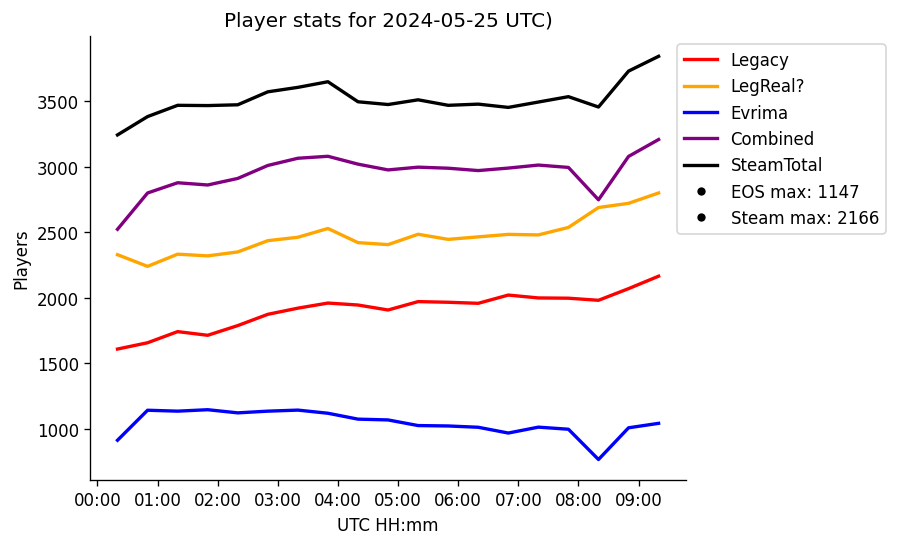 Player stats for 2024-05-25 UTC)
Legacy
LegReal?
Evrima
Combined
SteamTotal
EOS max: 1147
Steam max: 2166
Players
3500
3000
2500
2000
1500
1000
00:00 01:00 02:00 03:00 04:00 05:00 06:00 07:00 08:00 09:00
UTC HH:mm